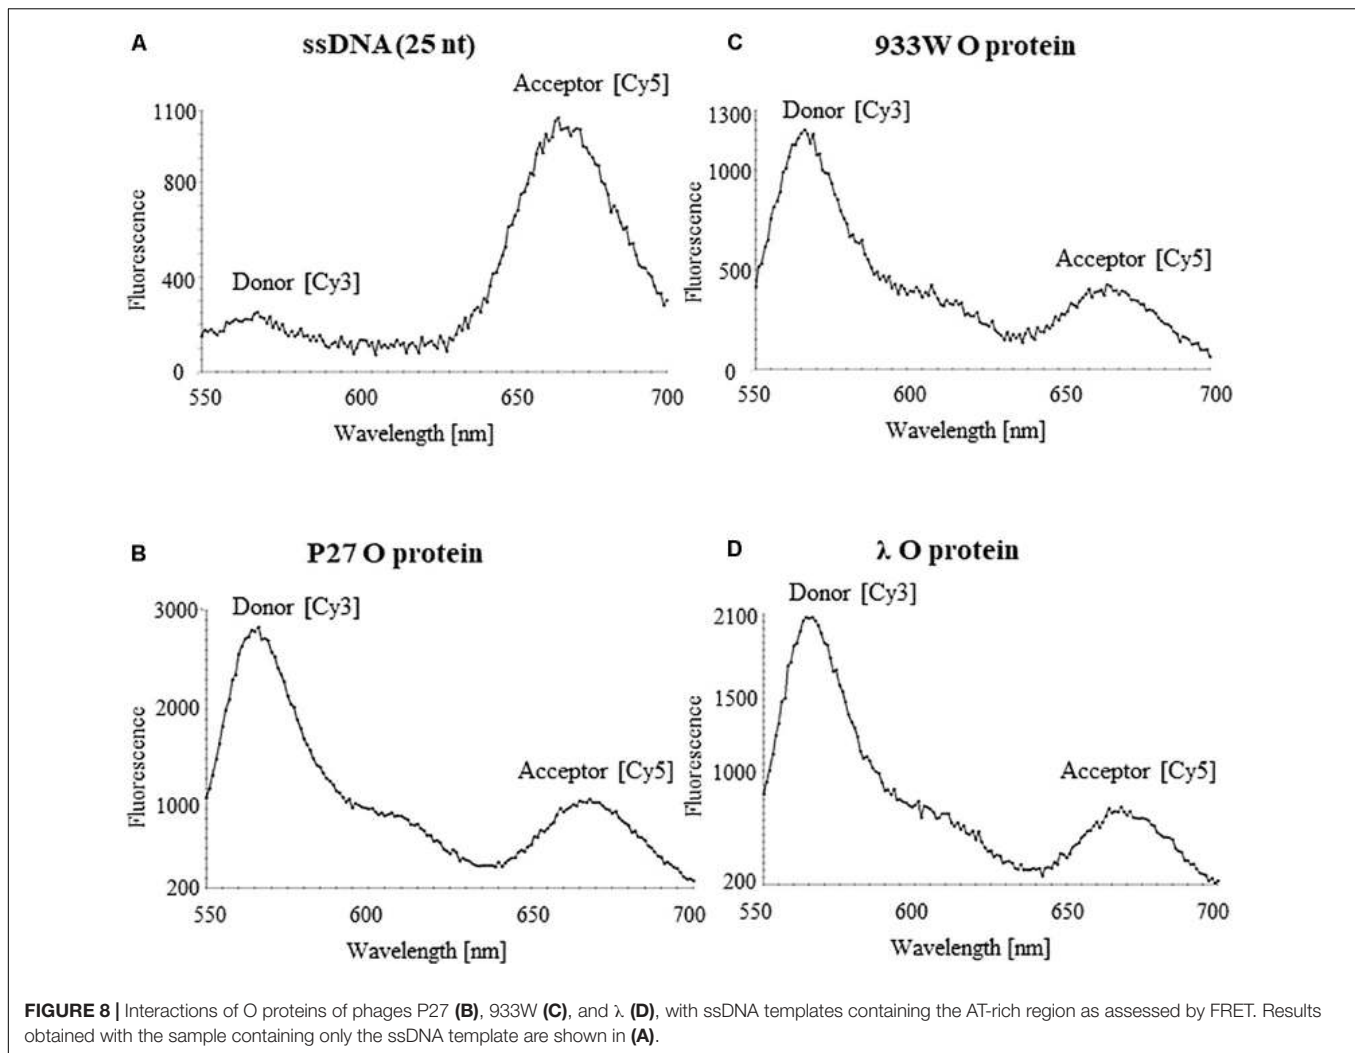 A
ssDNA (25 nt)
Acceptor [Cy5]
1100
800
400
0
Fluorescence
Donor [Cy3]
550
600
650
700
Wavelength [nm]
C
933W O protein
Donor [Cy3]
1300
1000
500
0
Fluorescence
Acceptor [Cy5]
550
600
650
700
Wavelength [nm]
B
P27 O protein
Donor [Cy3]
3000
2000
1000
200
Fluorescence
Acceptor [Cy5]
550
600
650
700
Wavelength [nm]
D
λ O protein
Donor [Cy3]
2100
1500
1000
200
Fluorescence
Acceptor [Cy5]
550
600
650
700
Wavelength [nm]
FIGURE 8 | Interactions of O proteins of phages P27 (B), 933W (C), and λ (D), with ssDNA templates containing the AT-rich region as assessed by FRET. Results
obtained with the sample containing only the ssDNA template are shown in (A).